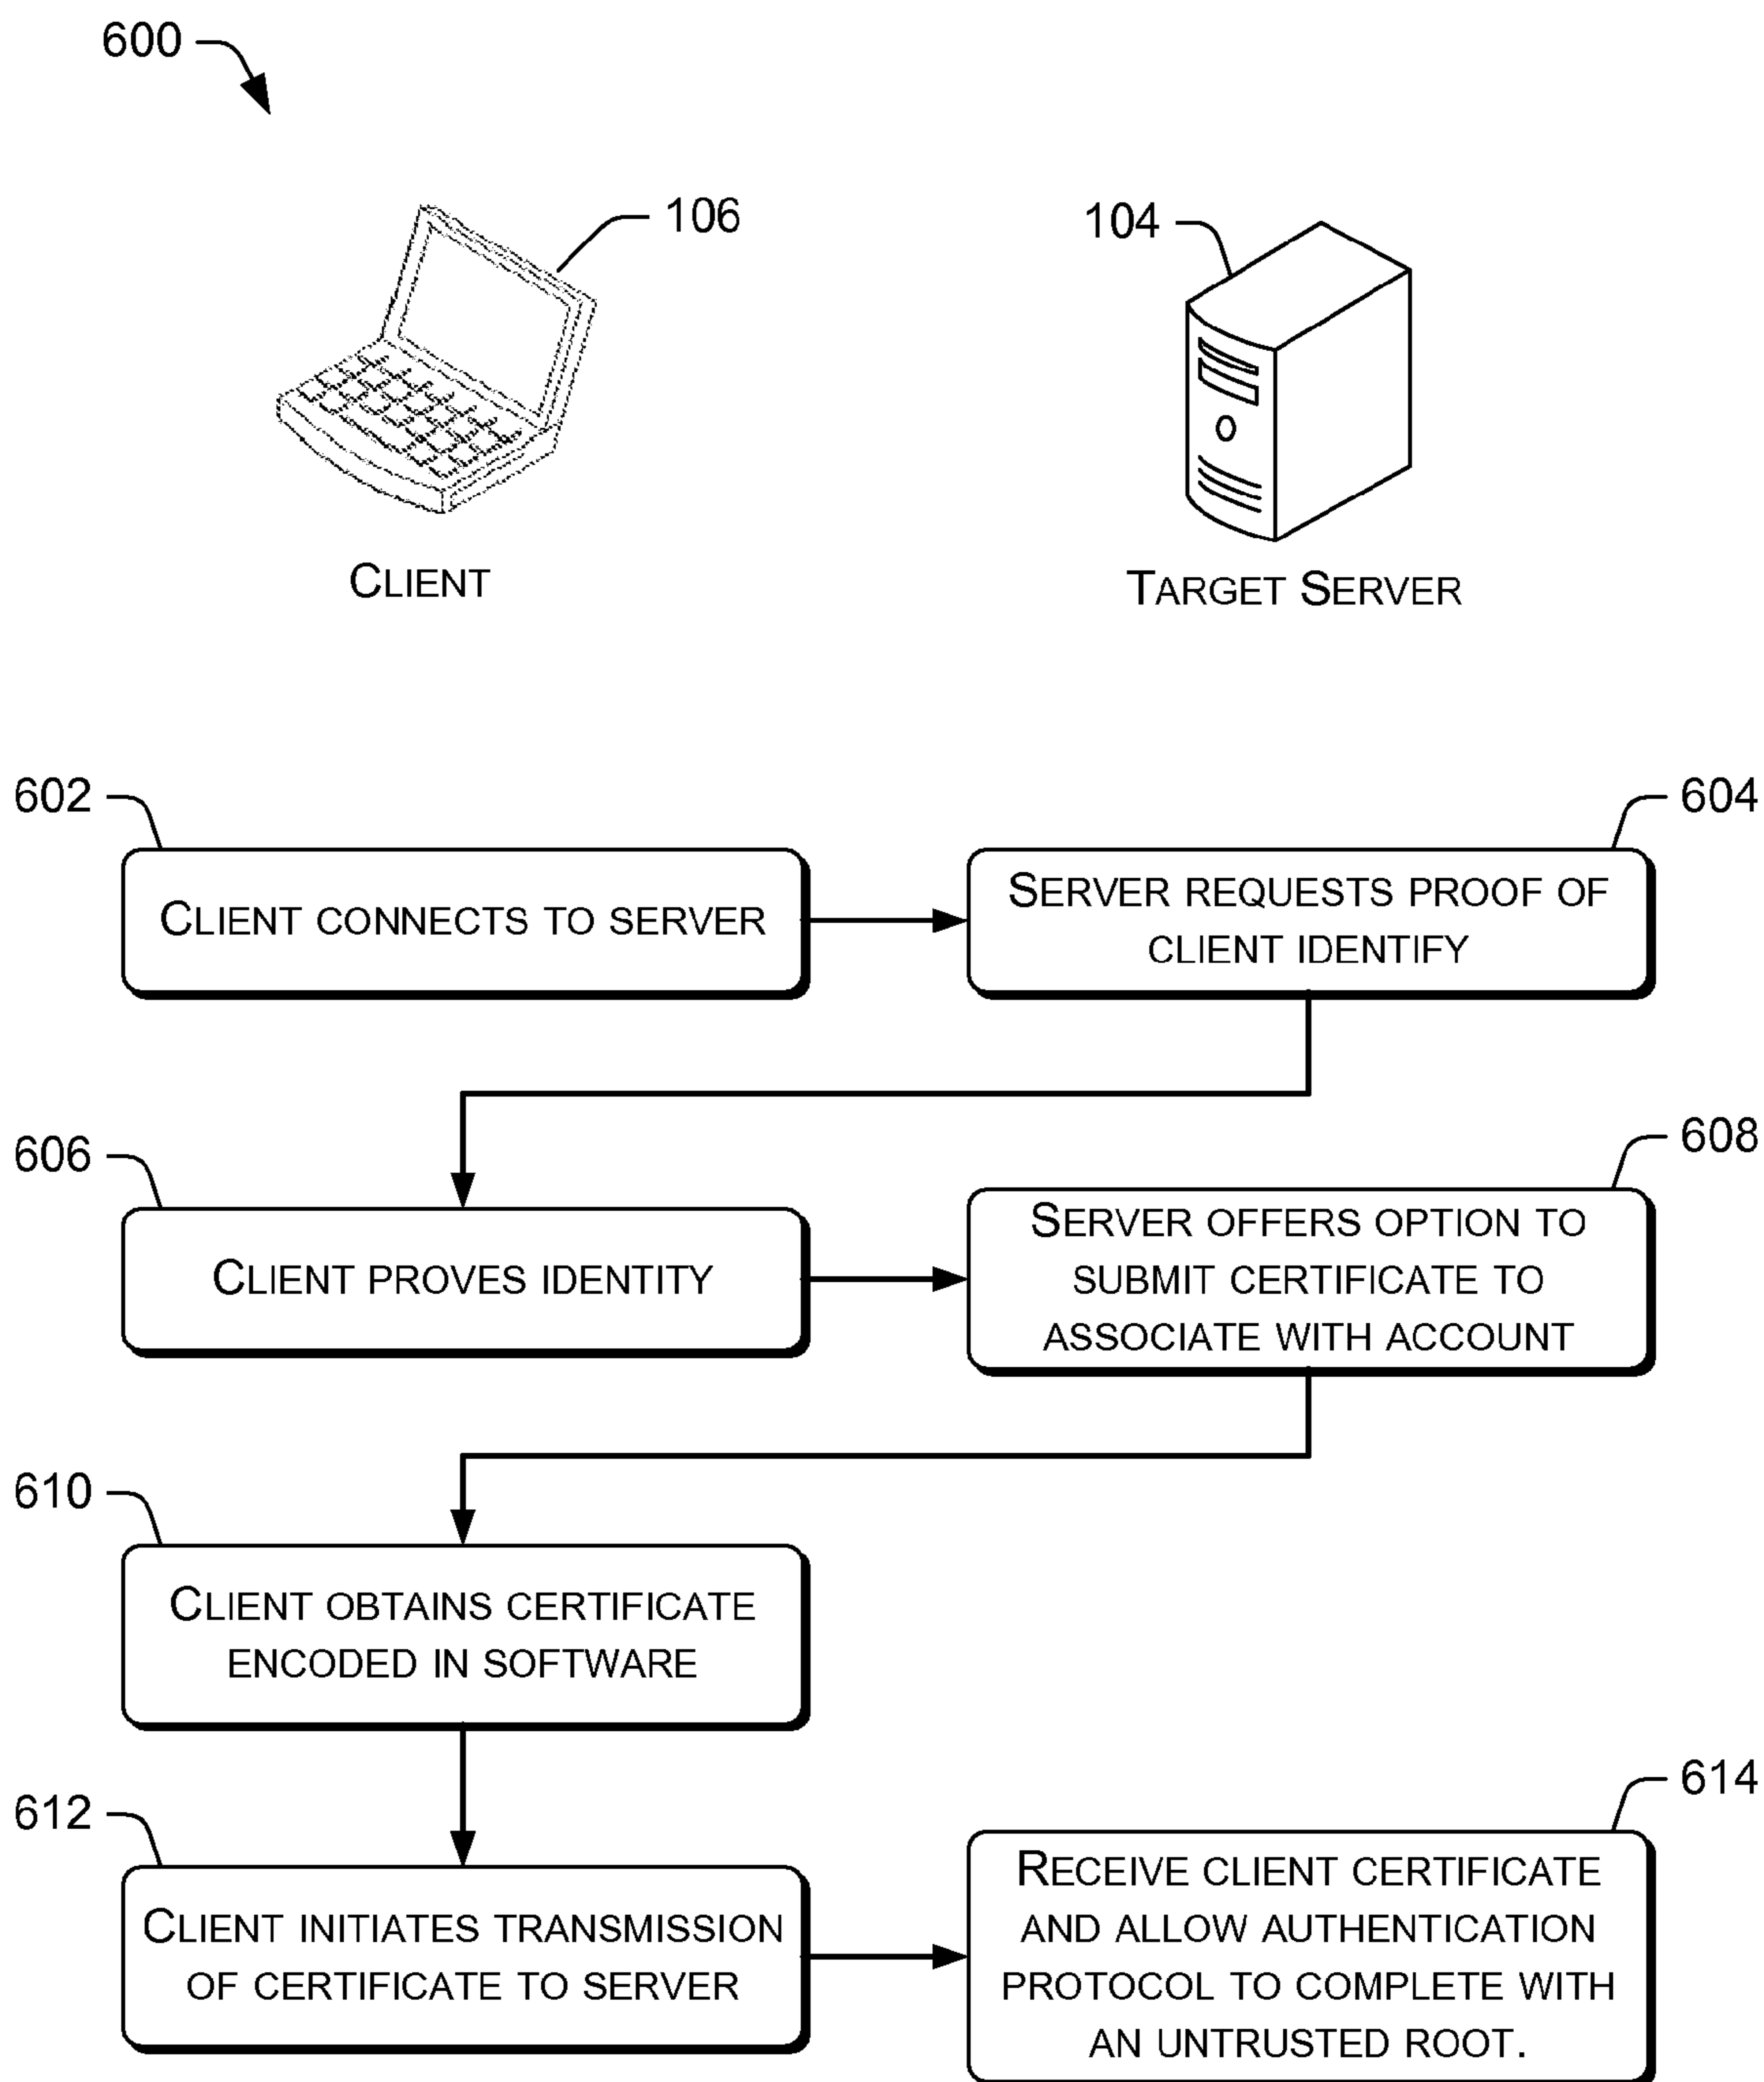 600
106
104
CLIENT
TARGET SERVER
602
604
CLIENT CONNECTS TO SERVER
SERVER REQUESTS PROOF OF
CLIENT IDENTIFY
606
608
CLIENT PROVES IDENTITY
SERVER OFFERS OPTION TO
SUBMIT CERTIFICATE TO
ASSOCIATE WITH ACCOUNT
610
CLIENT OBTAINS CERTIFICATE
ENCODED IN SOFTWARE
612
614
CLIENT INITIATES TRANSMISSION
OF CERTIFICATE TO SERVER
RECEIVE CLIENT CERTIFICATE
AND ALLOW AUTHENTICATION
PROTOCOL TO COMPLETE WITH
AN UNTRUSTED ROOT.